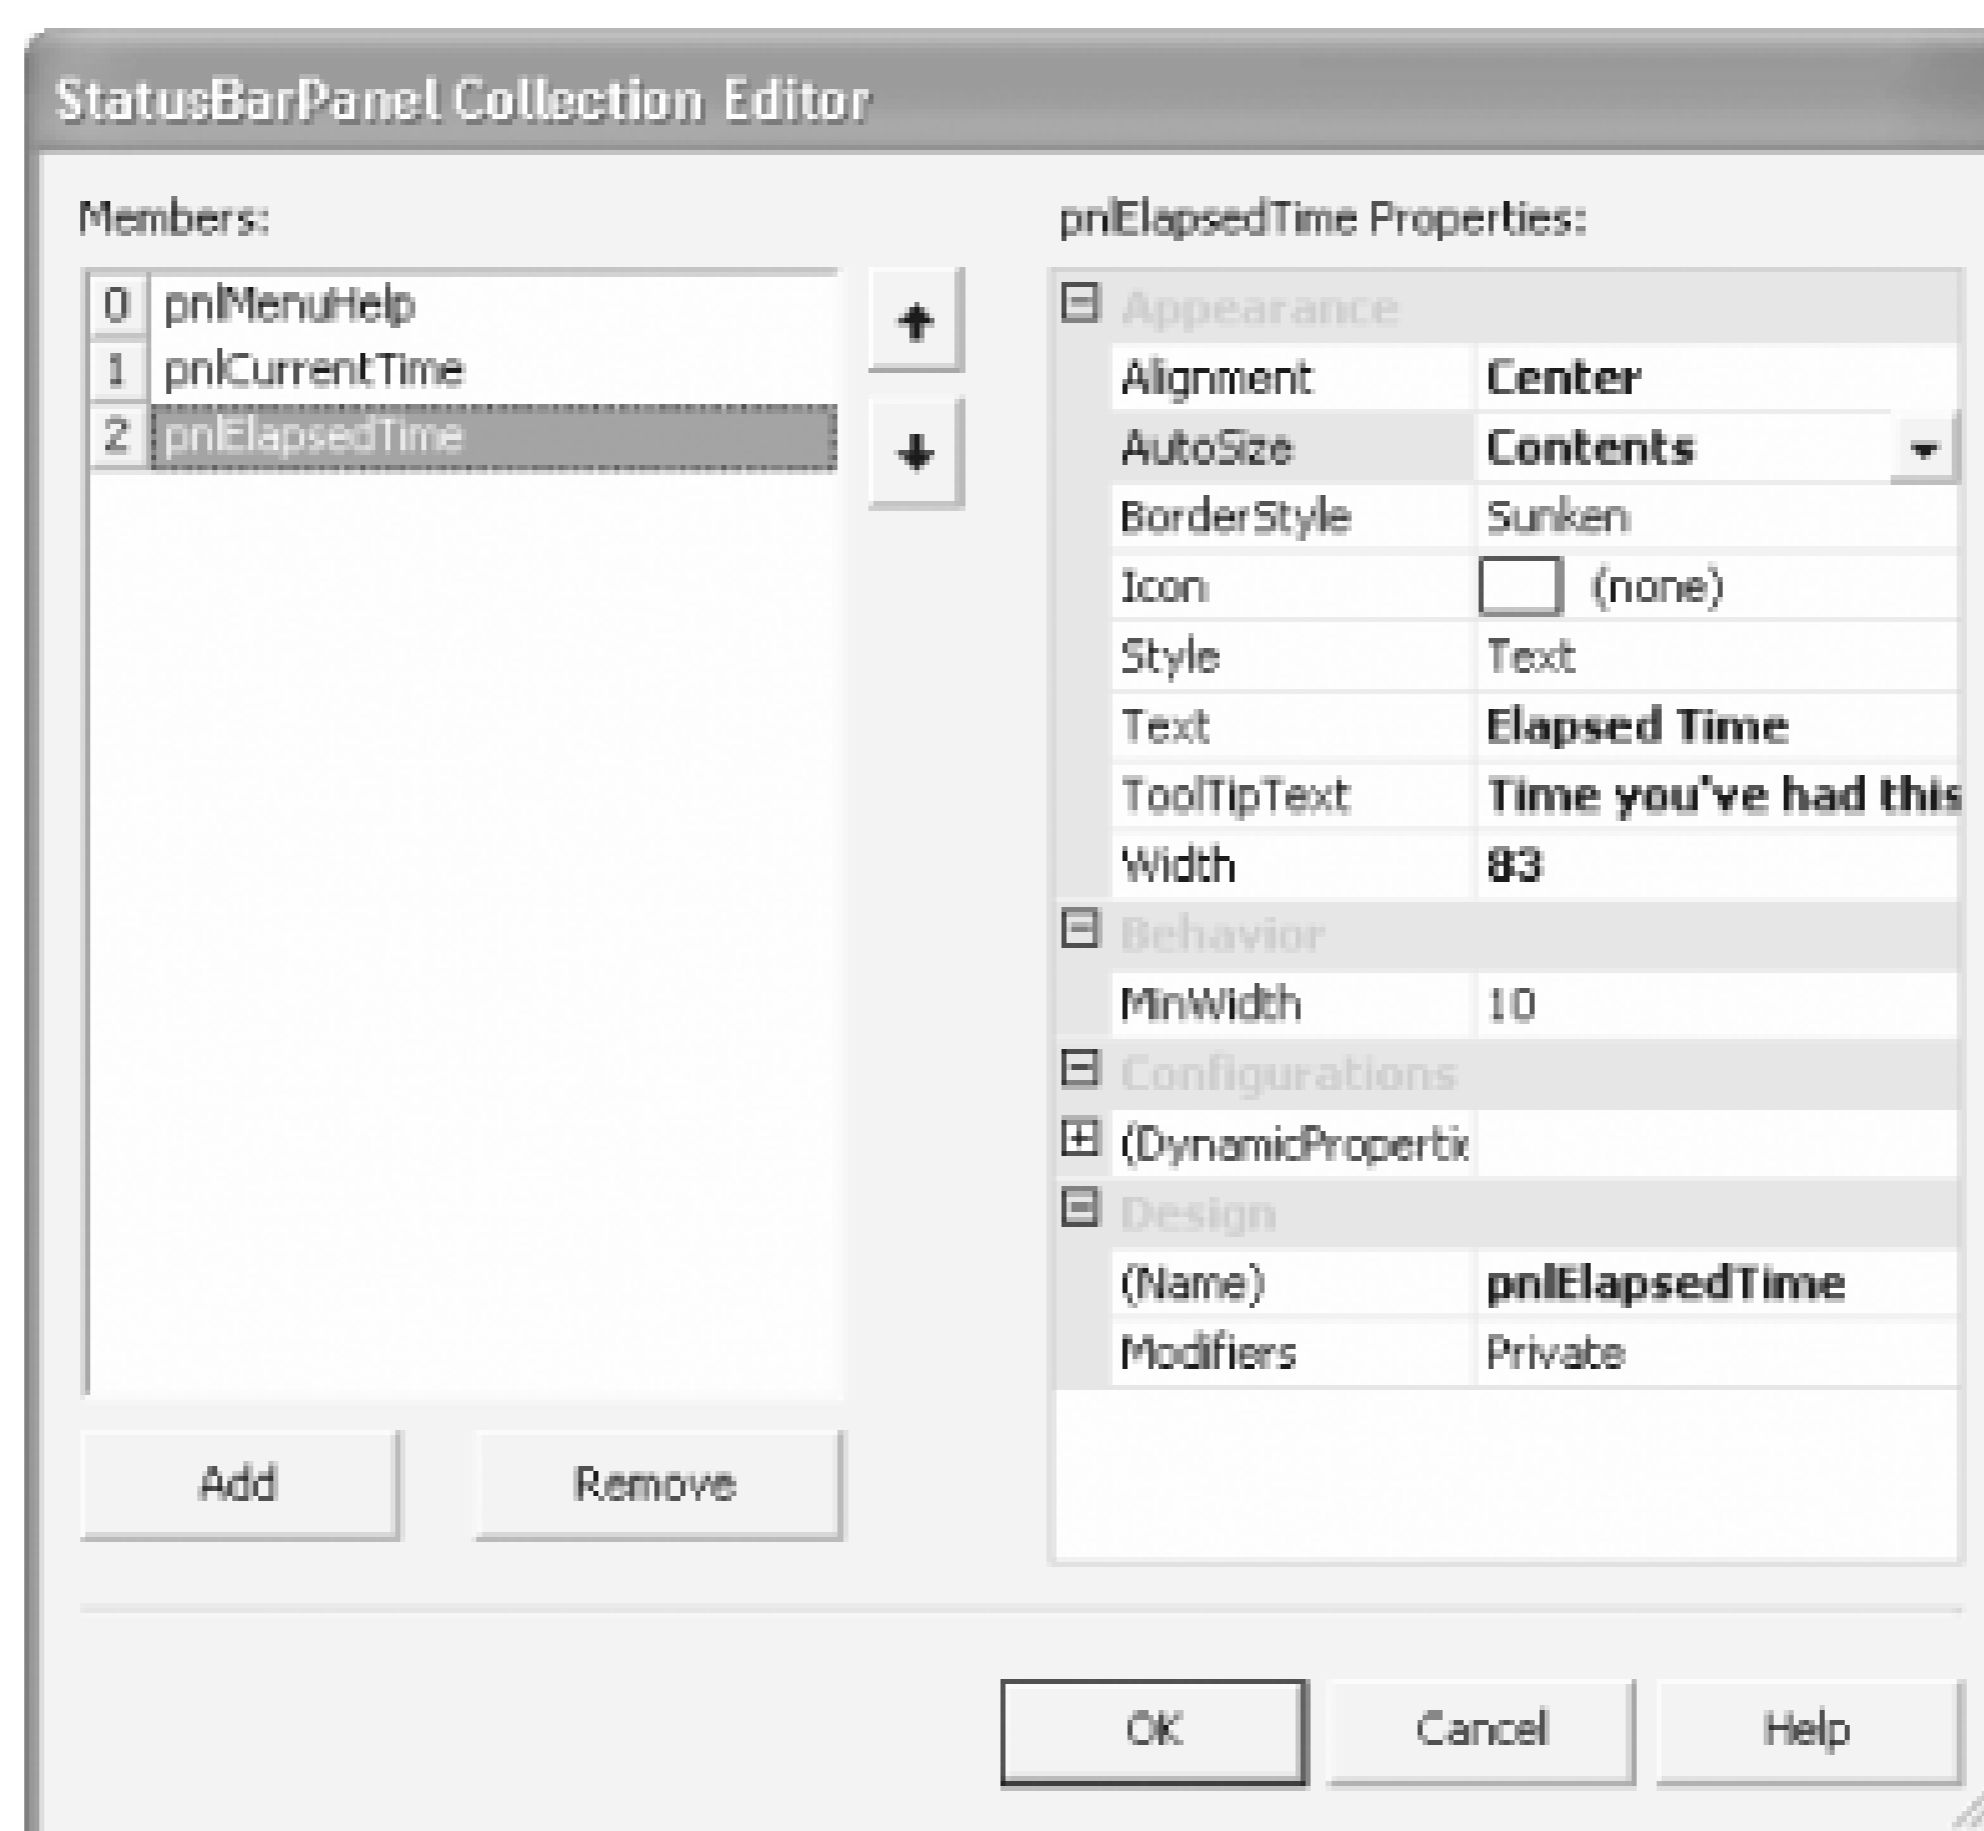 StatusBarPanel Collection Editor
Members:
0 pnlMenuHelp
1 pnlCurrentTime
2 pnlElapsedTime
Add Remove
pnlElapsedTime Properties:
Appearance
Alignment Center
AutoSize Contents
BorderStyle Sunken
Icon (none)
Style Text
Text Elapsed Time
ToolTipText Time you've had this
Width 83
Behavior
MinWidth 10
Configurations
(DynamicPropertie
Design
(Name) pnlElapsedTime
Modifiers Private
OK Cancel Help